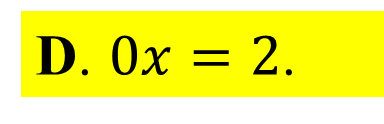 D. 0x = 2.